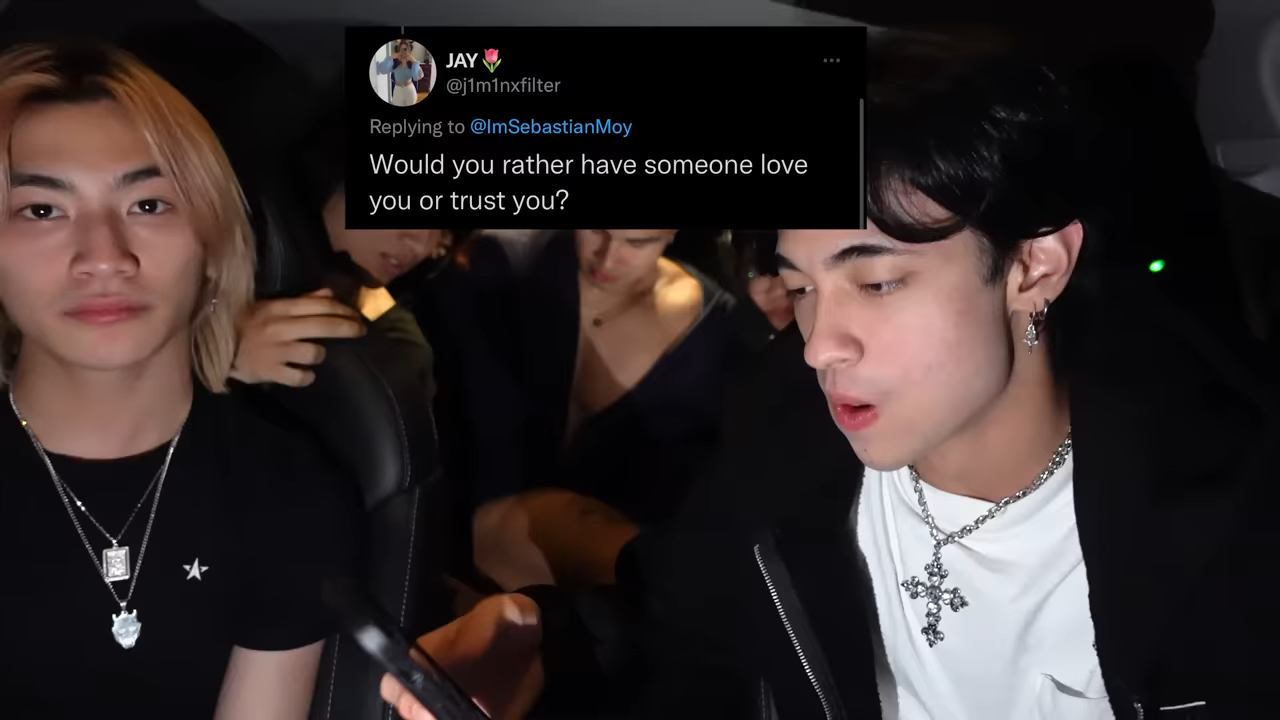 JAY🌷
@j1m1nxfilter
Replying to @ImSebastianMoy
Would you rather have someone love
you or trust you?